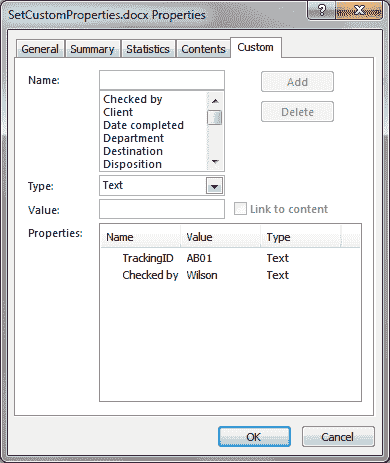 SetCustomProperties.docx Properties ?
General Summary Statistics Contents Custom
Name:
Add
Checked by
Client
Date completed
Department
Destination
Disposition
Delete
Type: Text
Value: Link to content
Properties: Name Value Type
TrackingID AB01 Text
Checked by Wilson Text
OK Cancel